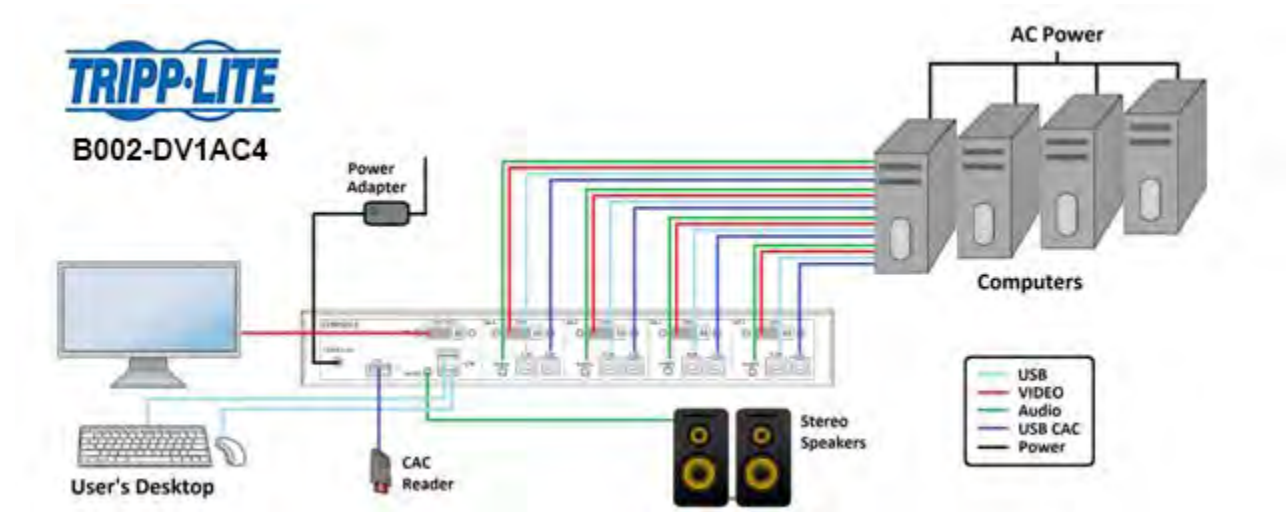 AC Power
TRIPP·LITE
B002-DV1AC4
Power
Adapter
Computers
USB
VIDEO
Audio
USB CAC
Power
Stereo
Speakers
CAC
Reader
User's Desktop